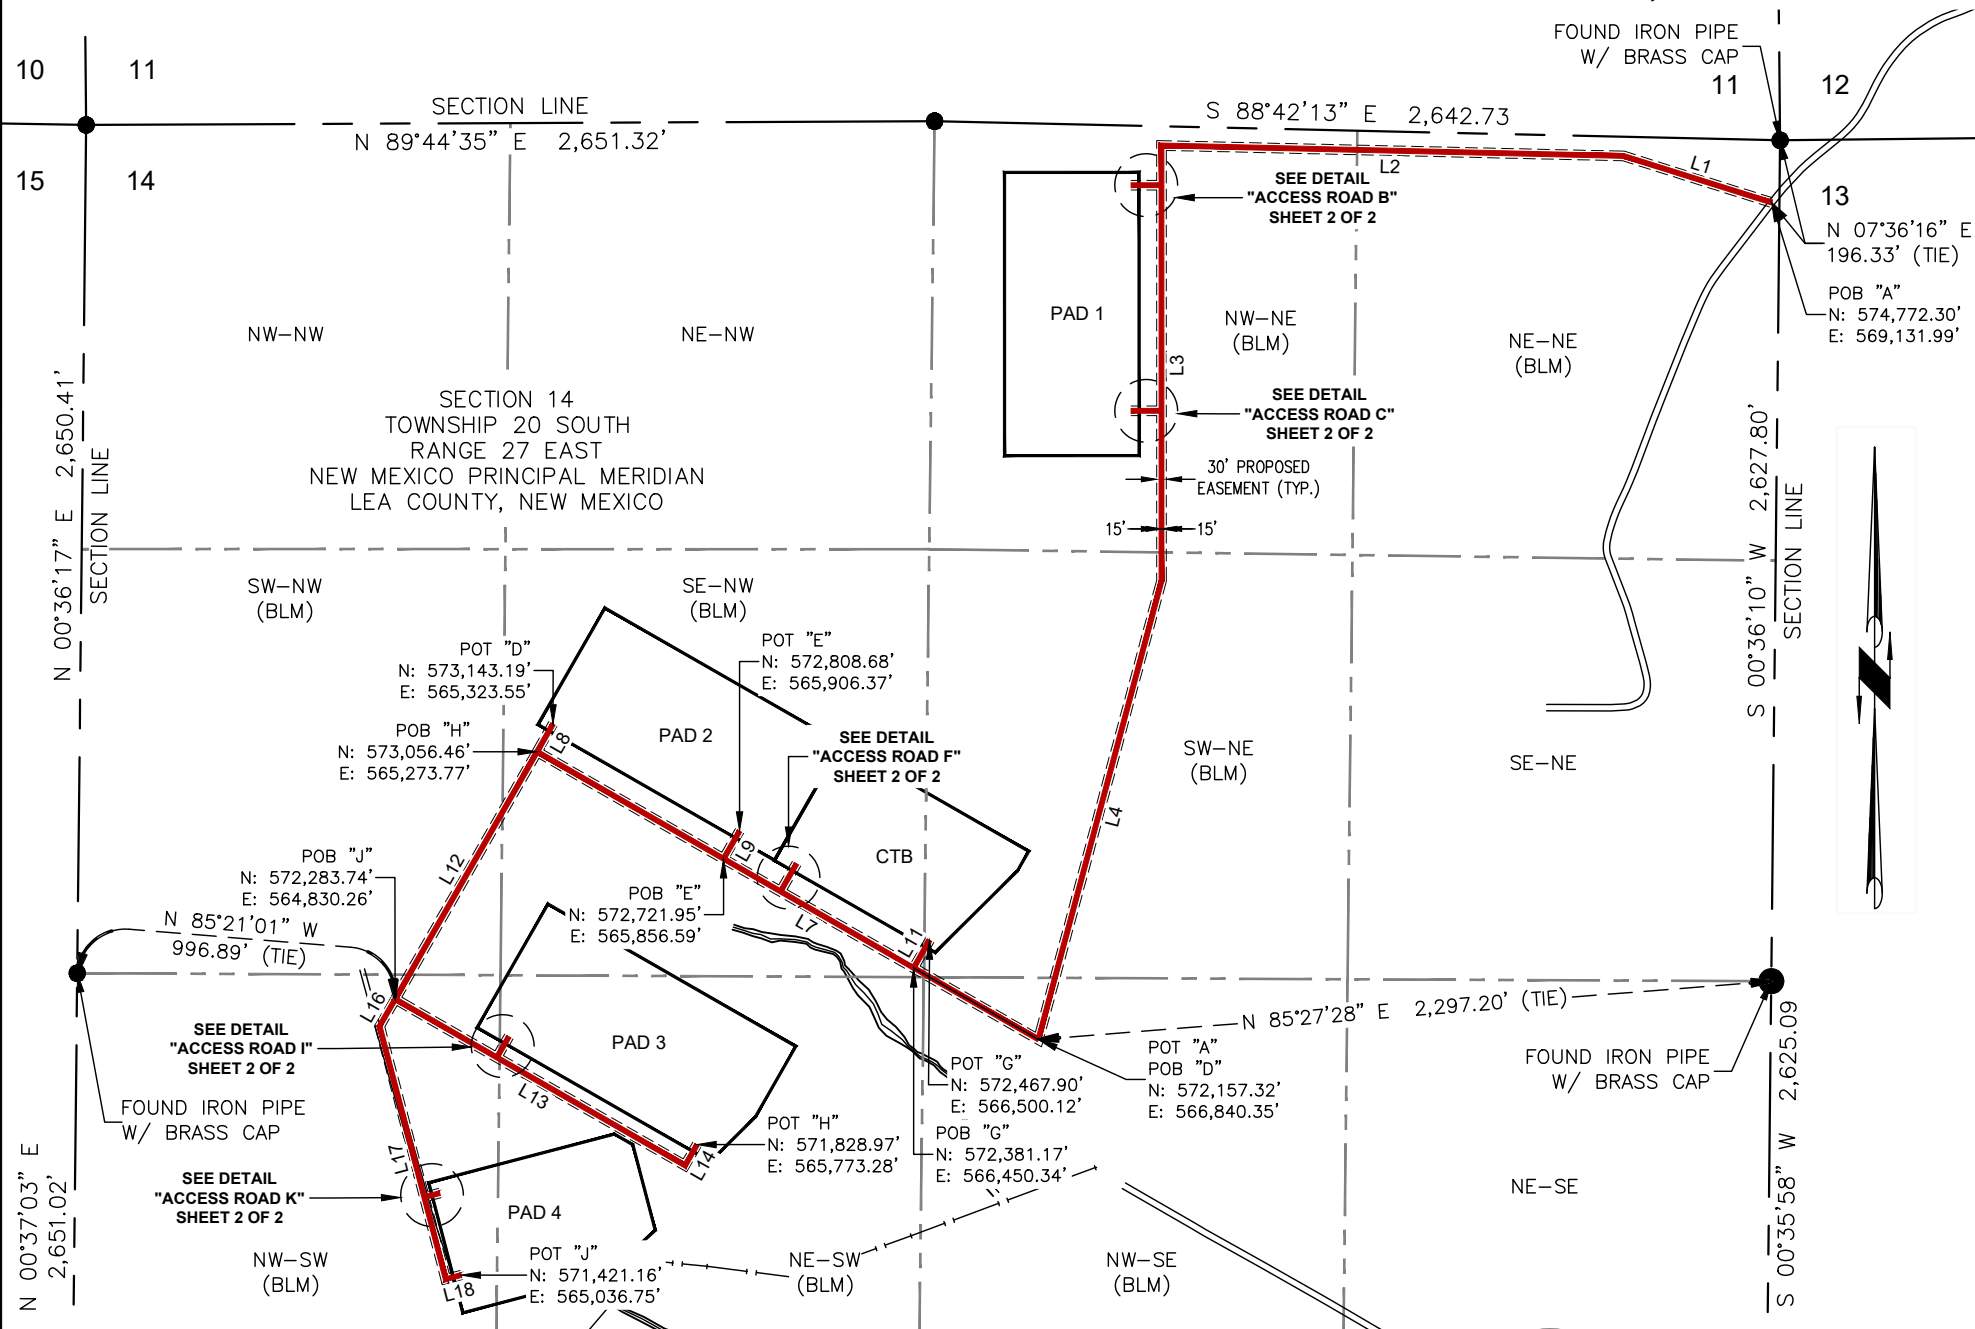 FOUND IRON PIPE
W/ BRASS CAP
10
11
11
12
SECTION LINE
N 89°44'35" E 2,651.32'
S 88°42'13" E 2,642.73
15
14
13
L2
L1
SEE DETAIL
"ACCESS ROAD B"
SHEET 2 OF 2
N 07°36'16" E
196.33' (TIE)
POB "A"
N: 574,772.30'
E: 569,131.99'
PAD 1
NW-NW
NE-NW
NW-NE
(BLM)
NE-NE
(BLM)
L3
N 00°36'17" E 2,650.41'
SECTION LINE
SECTION 14
TOWNSHIP 20 SOUTH
RANGE 27 EAST
NEW MEXICO PRINCIPAL MERIDIAN
LEA COUNTY, NEW MEXICO
SEE DETAIL
"ACCESS ROAD C"
SHEET 2 OF 2
30' PROPOSED
EASEMENT (TYP.)
15'
15'
S 00°36'10" W 2,627.80'
SECTION LINE
SW-NW
(BLM)
SE-NW
(BLM)
POT "D"
N: 573,143.19'
E: 565,323.55'
POT "E"
N: 572,808.68'
E: 565,906.37'
POB "H"
N: 573,056.46'
E: 565,273.77'
L8
PAD 2
SEE DETAIL
"ACCESS ROAD F"
SHEET 2 OF 2
SW-NE
(BLM)
SE-NE
L4
L9
CTB
L12
POB "J"
N: 572,283.74'
E: 564,830.26'
POB "E"
N: 572,721.95'
E: 565,856.59'
L7
L11
N 85°21'01" W
996.89' (TIE)
L16
N 85°27'28" E 2,297.20' (TIE)
SEE DETAIL
"ACCESS ROAD I"
SHEET 2 OF 2
PAD 3
POT "G"
N: 572,467.90'
E: 566,500.12'
POT "A"
POB "D"
N: 572,157.32'
E: 566,840.35'
FOUND IRON PIPE
W/ BRASS CAP
S 00°35'58" W 2,625.09
L13
FOUND IRON PIPE
W/ BRASS CAP
POT "H"
N: 571,828.97'
E: 565,773.28'
POB "G"
N: 572,381.17'
E: 566,450.34'
L14
L17
N 00°37'03" E
2,651.02'
SEE DETAIL
"ACCESS ROAD K"
SHEET 2 OF 2
PAD 4
NE-SE
NW-SW
(BLM)
L18
POT "J"
N: 571,421.16'
E: 565,036.75'
NE-SW
(BLM)
NW-SE
(BLM)